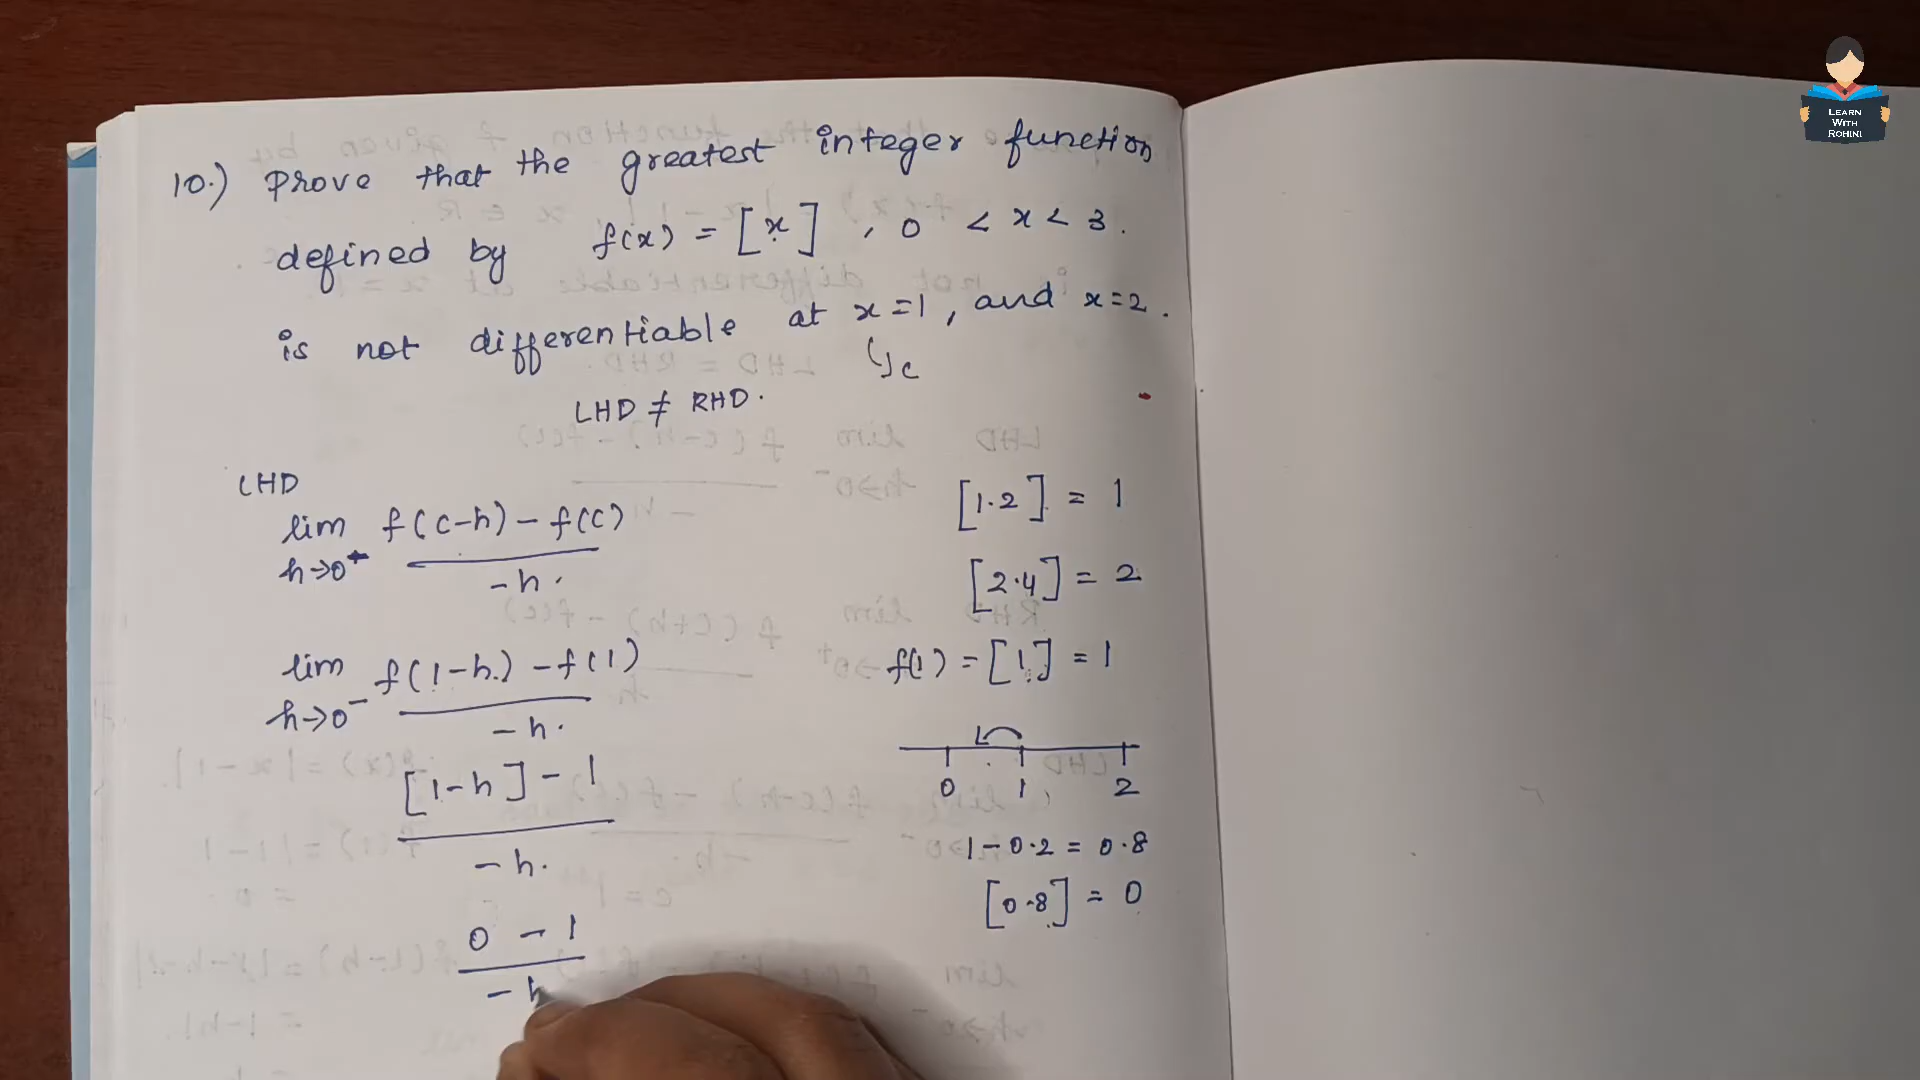 LEARN
WITH
ROHINI
10.) Prove that the greatest integer function
defined by f(x) = [x] , 0 < x < 3.
is not differentiable at x=1, and x=2.
↳ c
LHD ≠ RHD.
LHD
lim f(c-h) - f(c)
h→0⁻ -h.
lim f(1-h) - f(1)
h→0⁻ -h.
[1-h] - 1
-h.
0 - 1
-h
[1.2] = 1
[2.4] = 2
f(1) = [1] = 1
0 1 2
1 - 0.2 = 0.8
[0.8] = 0